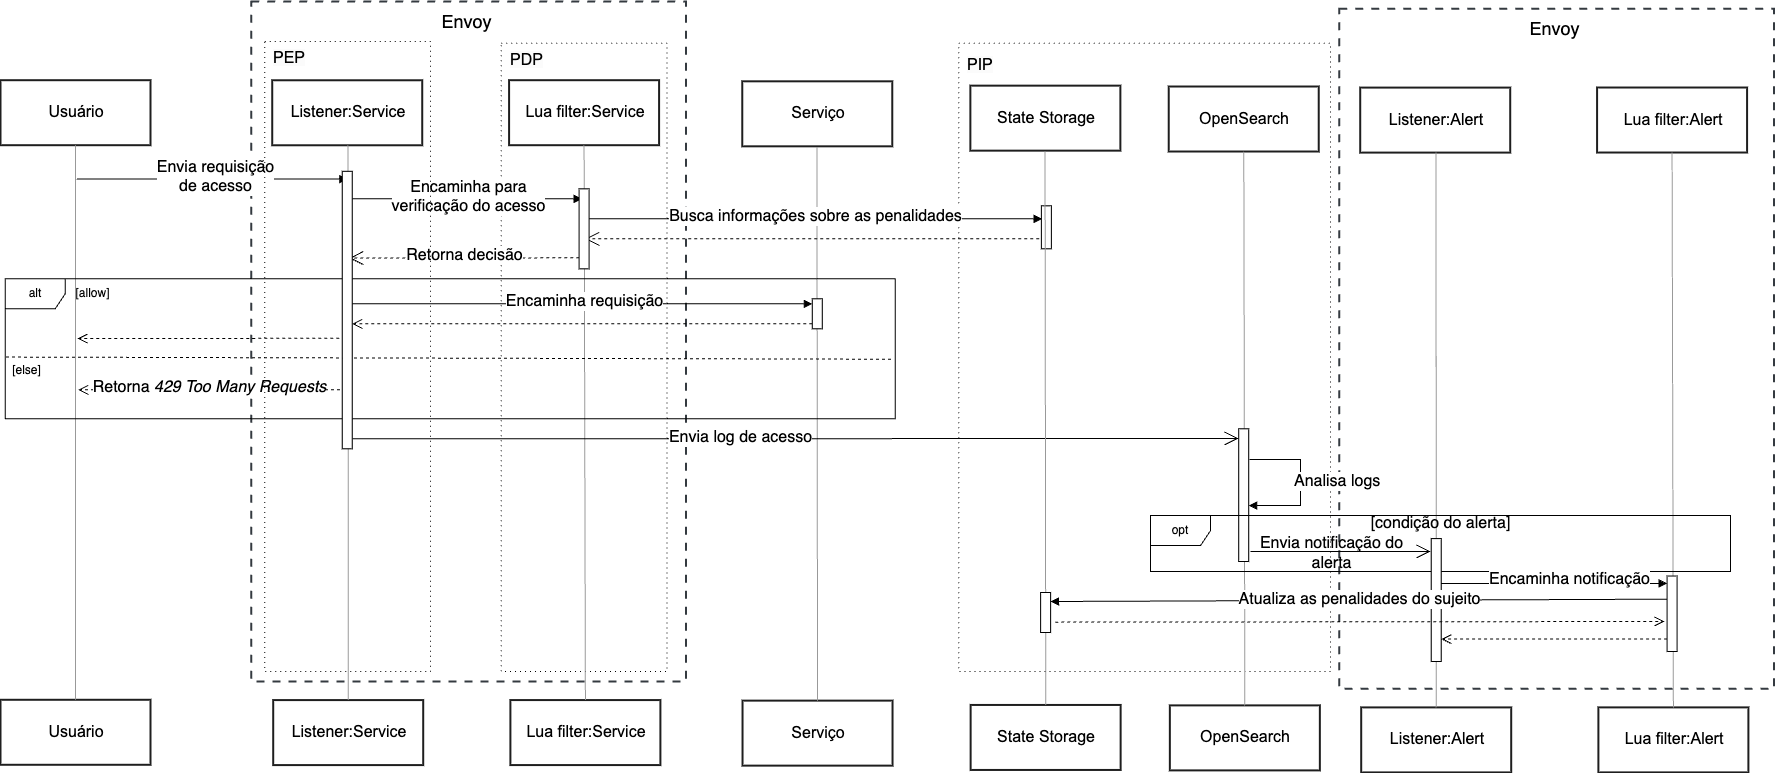 Envoy
Envoy
PEP
PDP
PIP
Usuário
Listener:Service
Lua filter:Service
Serviço
State Storage
OpenSearch
Listener:Alert
Lua filter:Alert
Envia requisição
de acesso
Encaminha para
verificação do acesso
Busca informações sobre as penalidades
Retorna decisão
alt
[allow]
Encaminha requisição
[else]
Retorna 429 Too Many Requests
Envia log de acesso
Analisa logs
opt
[condição do alerta]
Envia notificação do
alerta
Encaminha notificação
Atualiza as penalidades do sujeito
Usuário
Listener:Service
Lua filter:Service
Serviço
State Storage
OpenSearch
Listener:Alert
Lua filter:Alert